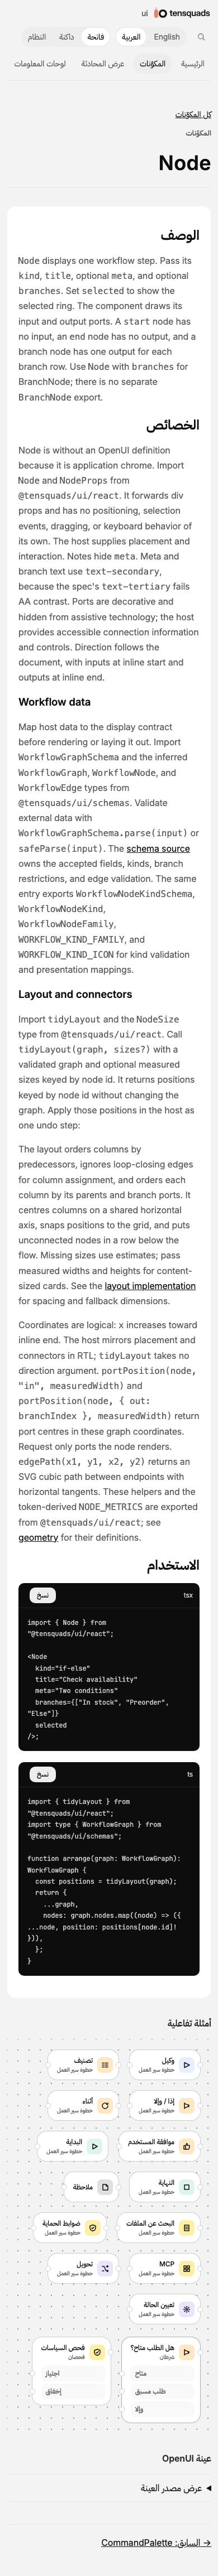 ui tensquads
English العربية فاتحة داكنة النظام
الرئيسية المكوّنات عرض المحادثة لوحات المعلومات
كل المكوّنات
المكوّنات
Node
الوصف
Node displays one workflow step. Pass its
kind, title, optional meta, and optional
branches. Set selected to show the
selected ring. The component draws its
input and output ports. A start node has
no input, an end node has no output, and
a branch node has one output for each
branch row. Use Node with branches for
BranchNode; there is no separate
BranchNode export.
الخصائص
Node is without an OpenUI definition
because it is application chrome. Import
Node and NodeProps from
@tensquads/ui/react. It forwards div
props and has no positioning, selection
events, dragging, or keyboard behavior of
its own. The host supplies placement and
interaction. Notes hide meta. Meta and
branch text use text-secondary,
because the spec's text-tertiary fails
AA contrast. Ports are decorative and
hidden from assistive technology; the host
provides accessible connection information
and controls. Direction follows the
document, with inputs at inline start and
outputs at inline end.
Workflow data
Map host data to the display contract
before rendering or laying it out. Import
WorkflowGraphSchema and the inferred
WorkflowGraph, WorkflowNode, and
WorkflowEdge types from
@tensquads/ui/schemas. Validate
external data with
WorkflowGraphSchema.parse(input) or
safeParse(input). The schema source
owns the accepted fields, kinds, branch
restrictions, and edge validation. The same
entry exports WorkflowNodeKindSchema,
WorkflowNodeKind,
WorkflowNodeFamily,
WORKFLOW_KIND_FAMILY, and
WORKFLOW_KIND_ICON for kind validation
and presentation mappings.
Layout and connectors
Import tidyLayout and the NodeSize
type from @tensquads/ui/react. Call
tidyLayout(graph, sizes?) with a
validated graph and optional measured
sizes keyed by node id. It returns positions
keyed by node id without changing the
graph. Apply those positions in the host as
one undo step:
The layout orders columns by
predecessors, ignores loop-over edges for
column assignment, and orders siblings by
their parents and branch ports. It
centres columns on a shared horizontal
axis, snaps positions to the grid, and puts
unconnected nodes in a row below the
flow. Missing sizes use estimates; pass
measured widths and heights for content-
sized cards. See the layout implementation
for spacing and fallback dimensions.
Coordinates are logical: x increases toward
inline end. The host mirrors placement and
connectors in RTL; tidyLayout takes no
direction argument. portPosition(node,
"in", measuredWidth) and
portPosition(node, { out:
branchIndex }, measuredWidth) return
port centres in those graph coordinates.
Request only ports the node renders.
edgePath(x1, y1, x2, y2) returns an
SVG cubic path between endpoints with
horizontal tangents. These helpers and the
token-derived NODE_METRICS are exported
from @tensquads/ui/react; see
geometry for their definitions.
الاستخدام
نسخ tsx
import { Node } from
"@tensquads/ui/react";
<Node
kind="if-else"
title="Check availability"
meta="Two conditions"
branches={["In stock", "Preorder",
"Else"]}
selected
/>;
نسخ ts
import { tidyLayout } from
"@tensquads/ui/react";
import type { WorkflowGraph } from
"@tensquads/ui/schemas";
function arrange(graph: WorkflowGraph):
WorkflowGraph {
const positions = tidyLayout(graph);
return {
...graph,
nodes: graph.nodes.map((node) => ({
...node, position: positions[node.id]!
})),
};
}
أمثلة تفاعلية
وكيل
خطوة سير العمل
تصنيف
خطوة سير العمل
إذا / وإلا
خطوة سير العمل
أثناء
خطوة سير العمل
موافقة المستخدم
خطوة سير العمل
البداية
خطوة سير العمل
النهاية
خطوة سير العمل
ملاحظة
البحث عن الملفات
خطوة سير العمل
ضوابط الحماية
خطوة سير العمل
MCP
خطوة سير العمل
تحويل
خطوة سير العمل
تعيين الحالة
خطوة سير العمل
هل الطلب متاح؟
شرطان
متاح
طلب مسبق
وإلا
فحص السياسات
فحصان
اجتياز
إخفاق
عينة OpenUI
◀ عرض مصدر العينة
→ السابق: CommandPalette